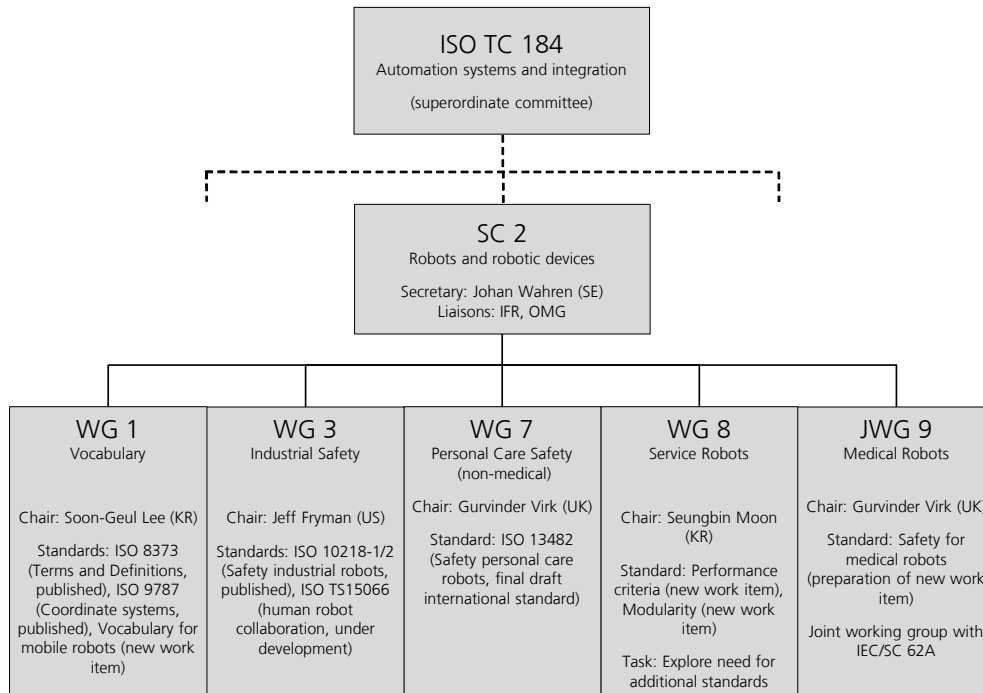 ISO TC 184
Automation systems and integration
(superordinate committee)
SC 2
Robots and robotic devices
Secretary: Johan Wahren (SE)
Liaisons: IFR, OMG
WG 1
Vocabulary
Chair: Soon-Geul Lee (KR)
Standards: ISO 8373
(Terms and Definitions,
published), ISO 9787
(Coordinate systems,
published), Vocabulary for
mobile robots (new work
item)
WG 3
Industrial Safety
Chair: Jeff Fryman (US)
Standards: ISO 10218-1/2
(Safety industrial robots,
published), ISO TS15066
(human robot
collaboration, under
development)
WG 7
Personal Care Safety
(non-medical)
Chair: Gurvinder Virk (UK)
Standard: ISO 13482
(Safety personal care
robots, final draft
international standard)
WG 8
Service Robots
Chair: Seungbin Moon
(KR)
Standard: Performance
criteria (new work item),
Modularity (new work
item)
Task: Explore need for
additional standards
JWG 9
Medical Robots
Chair: Gurvinder Virk (UK)
Standard: Safety for
medical robots
(preparation of new work
item)
Joint working group with
IEC/SC 62A